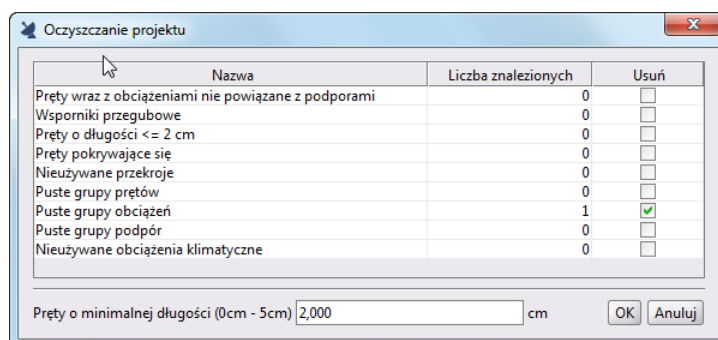 Oczyszczanie projektu
Nazwa Liczba znalezionych Usuń
Pręty wraz z obciążeniami nie powiązane z podporami 0
Wsporniki przegubowe 0
Pręty o długości <= 2 cm 0
Pręty pokrywające się 0
Nieużywane przekroje 0
Puste grupy prętów 0
Puste grupy obciążeń 1
Puste grupy podpór 0
Nieużywane obciążenia klimatyczne 0
Pręty o minimalnej długości (0cm - 5cm) 2,000 cm OK Anuluj